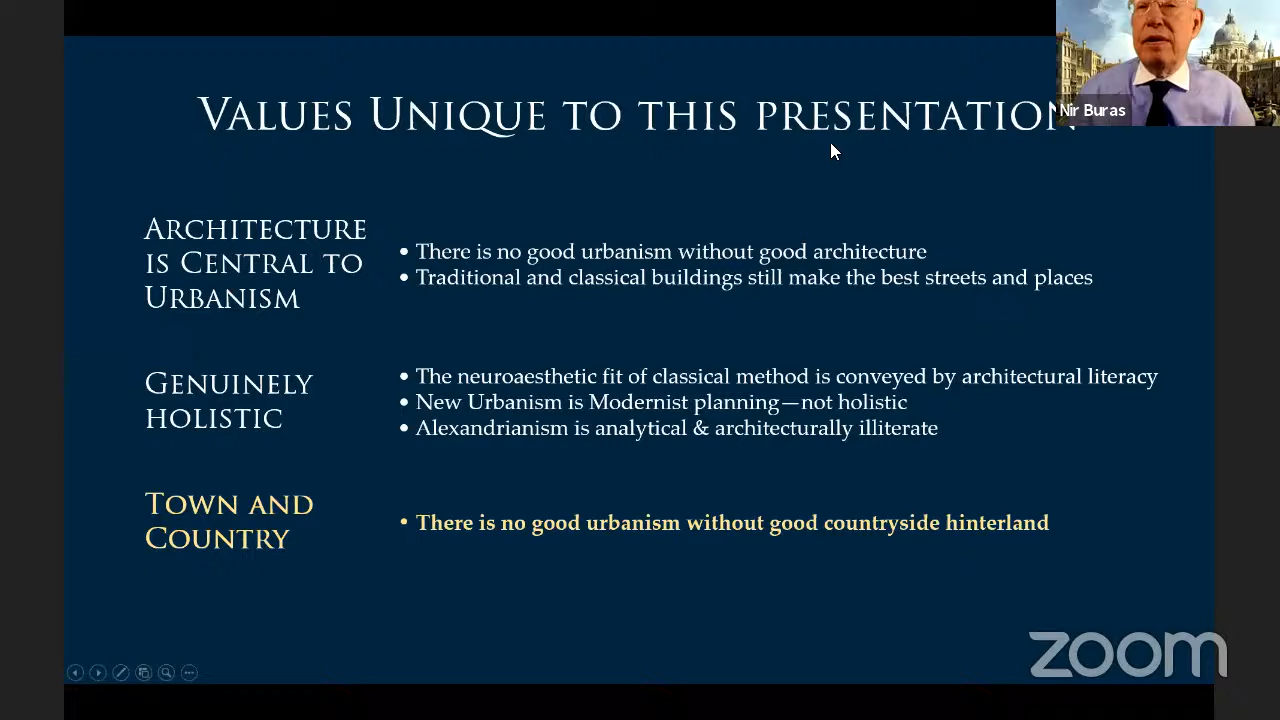 Values Unique to this presentation
Nir Buras
Architecture
is Central to
Urbanism
• There is no good urbanism without good architecture
• Traditional and classical buildings still make the best streets and places
Genuinely
holistic
• The neuroaesthetic fit of classical method is conveyed by architectural literacy
• New Urbanism is Modernist planning—not holistic
• Alexandrianism is analytical & architecturally illiterate
Town and
Country
• There is no good urbanism without good countryside hinterland
zoom